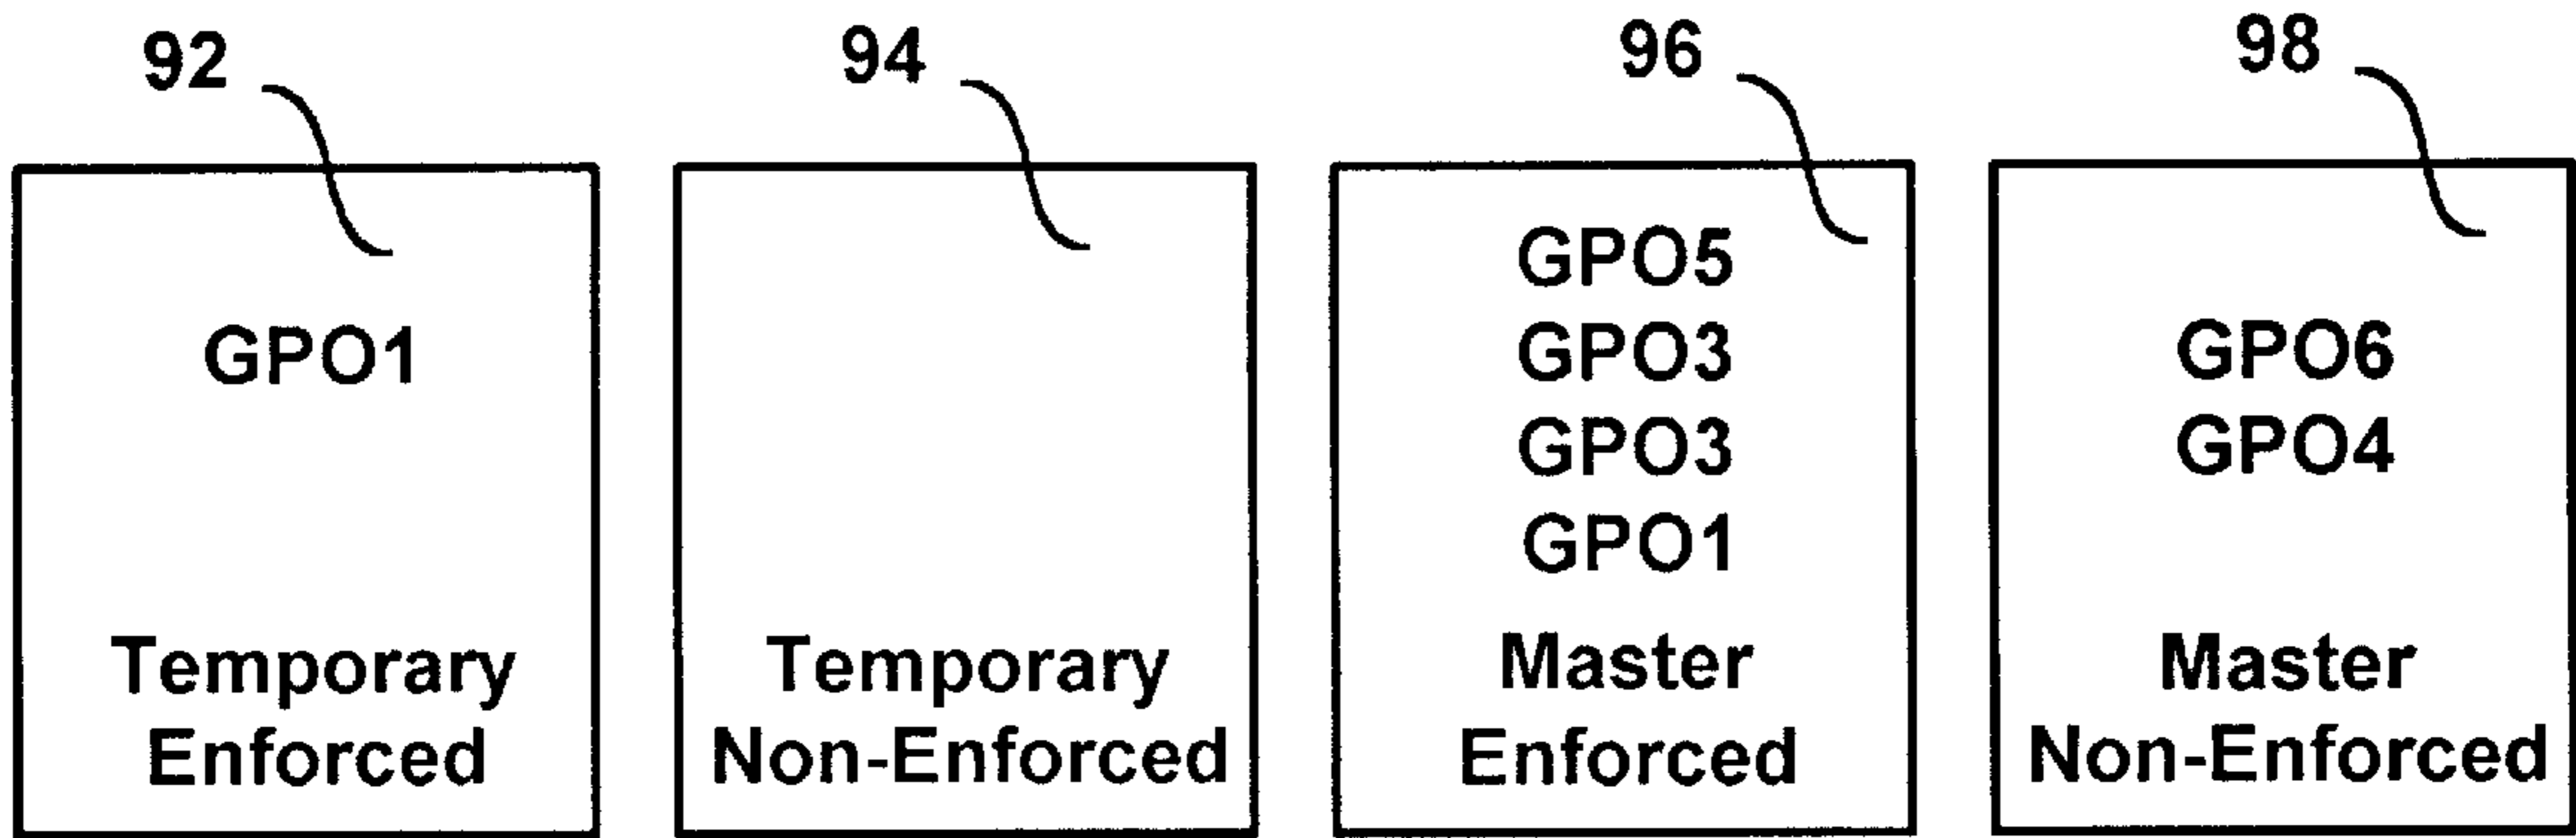 92
94
96
98
GPO1
Temporary
Enforced
Temporary
Non-Enforced
GPO5
GPO3
GPO3
GPO1
Master
Enforced
GPO6
GPO4
Master
Non-Enforced